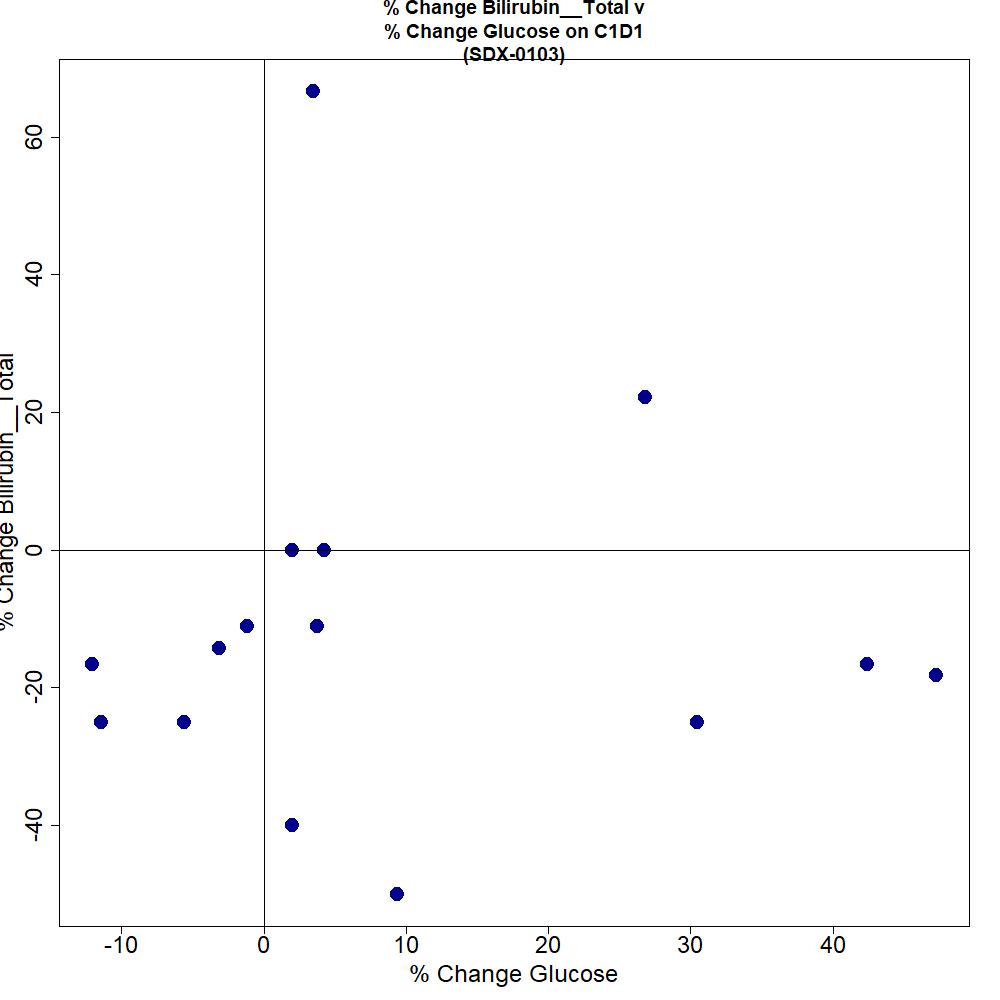 % Change Bilirubin__Total v
% Change Glucose on C1D1
(SDX-0103)
60
40
20
0
-20
-40
% Change Bilirubin__Total
-10
0
10
20
30
40
% Change Glucose